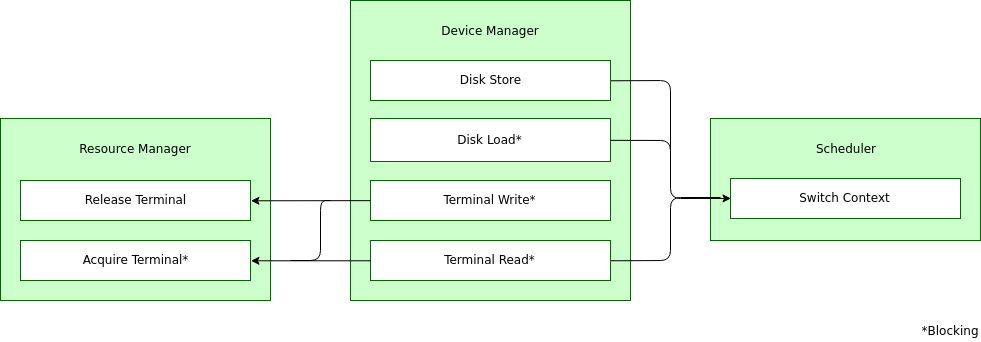 Device Manager
Disk Store
Disk Load*
Terminal Write*
Terminal Read*
Resource Manager
Release Terminal
Acquire Terminal*
Scheduler
Switch Context
*Blocking